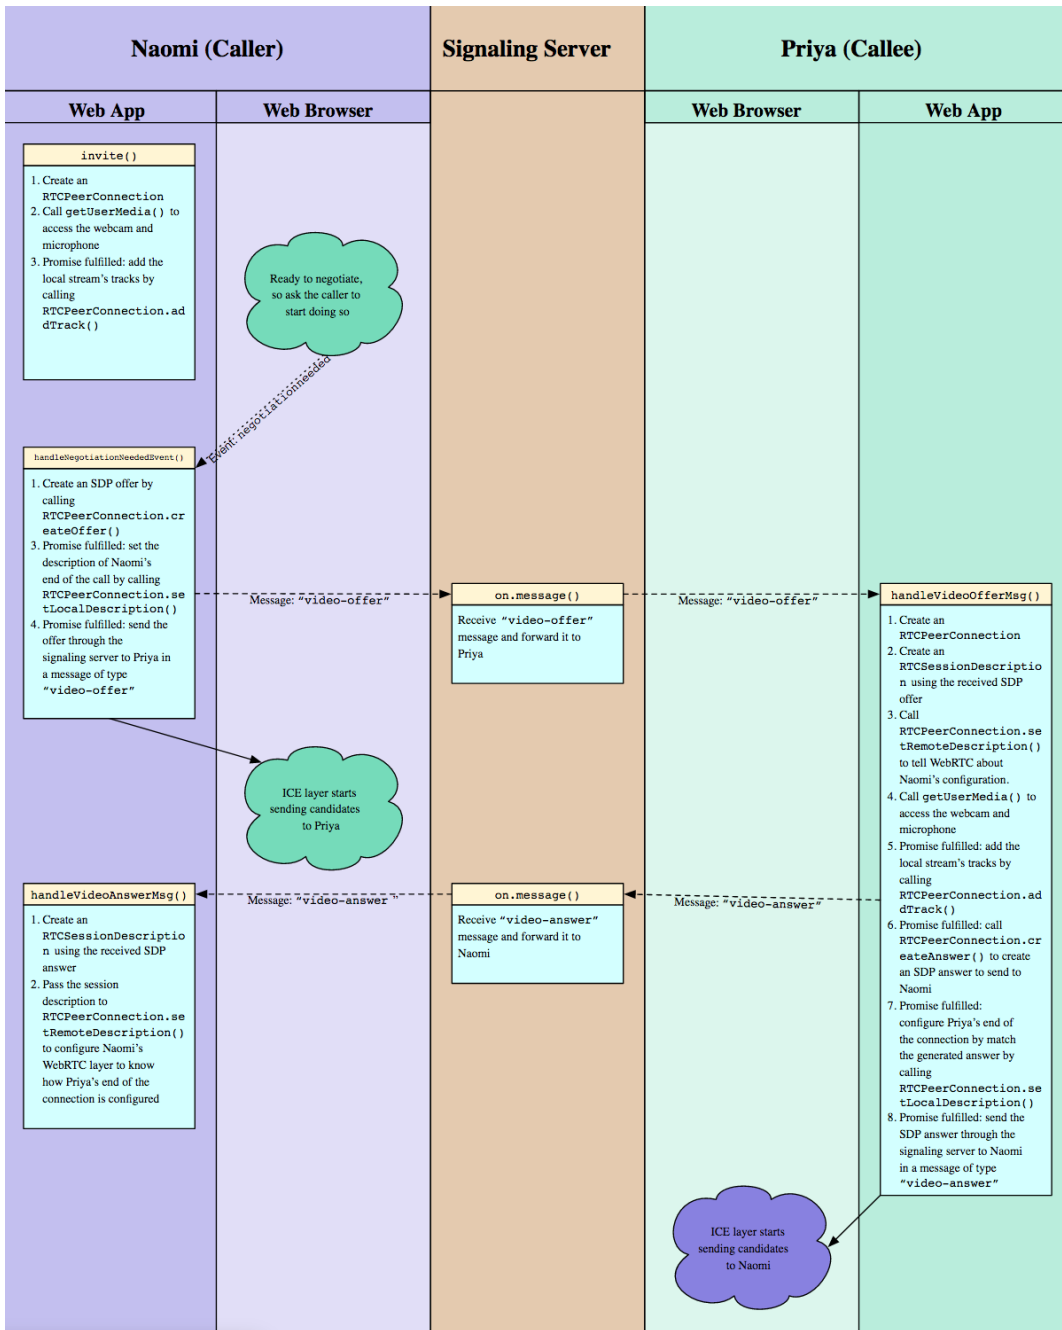 Naomi (Caller)
Signaling Server
Priya (Callee)
Web App
Web Browser
Web Browser
Web App
invite()
1. Create an
RTCPeerConnection
2. Call getUserMedia() to
access the webcam and
microphone
3. Promise fulfilled: add the
local stream's tracks by
calling
RTCPeerConnection.ad
dTrack()
Ready to negotiate,
so ask the caller to
start doing so
Event: negotiationneeded
handleNegotiationNeededEvent()
1. Create an SDP offer by
calling
RTCPeerConnection.cr
eateOffer()
3. Promise fulfilled: set the
description of Naomi's
end of the call by calling
RTCPeerConnection.se
tLocalDescription()
4. Promise fulfilled: send the
offer through the
signaling server to Priya in
a message of type
"video-offer"
Message: "video-offer"
on.message()
Receive "video-offer"
message and forward it to
Priya
Message: "video-offer"
handleVideoOfferMsg()
1. Create an
RTCPeerConnection
2. Create an
RTCSessionDescriptio
n using the received SDP
offer
3. Call
RTCPeerConnection.se
tRemoteDescription()
to tell WebRTC about
Naomi's configuration.
4. Call getUserMedia() to
access the webcam and
microphone
5. Promise fulfilled: add the
local stream's tracks by
calling
RTCPeerConnection.ad
dTrack()
6. Promise fulfilled: call
RTCPeerConnection.cr
eateAnswer() to create
an SDP answer to send to
Naomi
7. Promise fulfilled:
configure Priya's end of
the connection by match
the generated answer by
calling
RTCPeerConnection.se
tLocalDescription()
8. Promise fulfilled: send the
SDP answer through the
signaling server to Naomi
in a message of type
"video-answer"
ICE layer starts
sending candidates
to Priya
Message: "video-answer"
on.message()
Receive "video-answer"
message and forward it to
Naomi
Message: "video-answer "
handleVideoAnswerMsg()
1. Create an
RTCSessionDescriptio
n using the received SDP
answer
2. Pass the session
description to
RTCPeerConnection.se
tRemoteDescription()
to configure Naomi's
WebRTC layer to know
how Priya's end of the
connection is configured
ICE layer starts
sending candidates
to Naomi